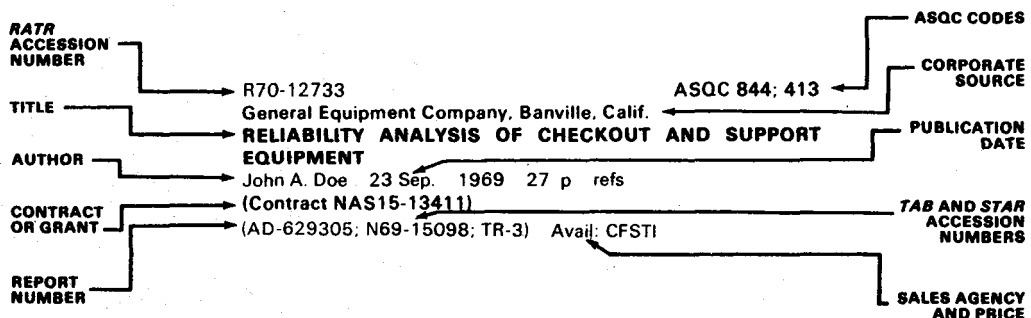 RATR
ACCESSION
NUMBER
TITLE
AUTHOR
CONTRACT
OR GRANT
REPORT
NUMBER
R70-12733 ASQC 844; 413
General Equipment Company, Banville, Calif.
RELIABILITY ANALYSIS OF CHECKOUT AND SUPPORT
EQUIPMENT
John A. Doe 23 Sep. 1969 27 p refs
(Contract NAS15-13411)
(AD-629305; N69-15098; TR-3) Avail: CFSTI
ASQC CODES
CORPORATE
SOURCE
PUBLICATION
DATE
TAB AND STAR
ACCESSION
NUMBERS
SALES AGENCY
AND PRICE